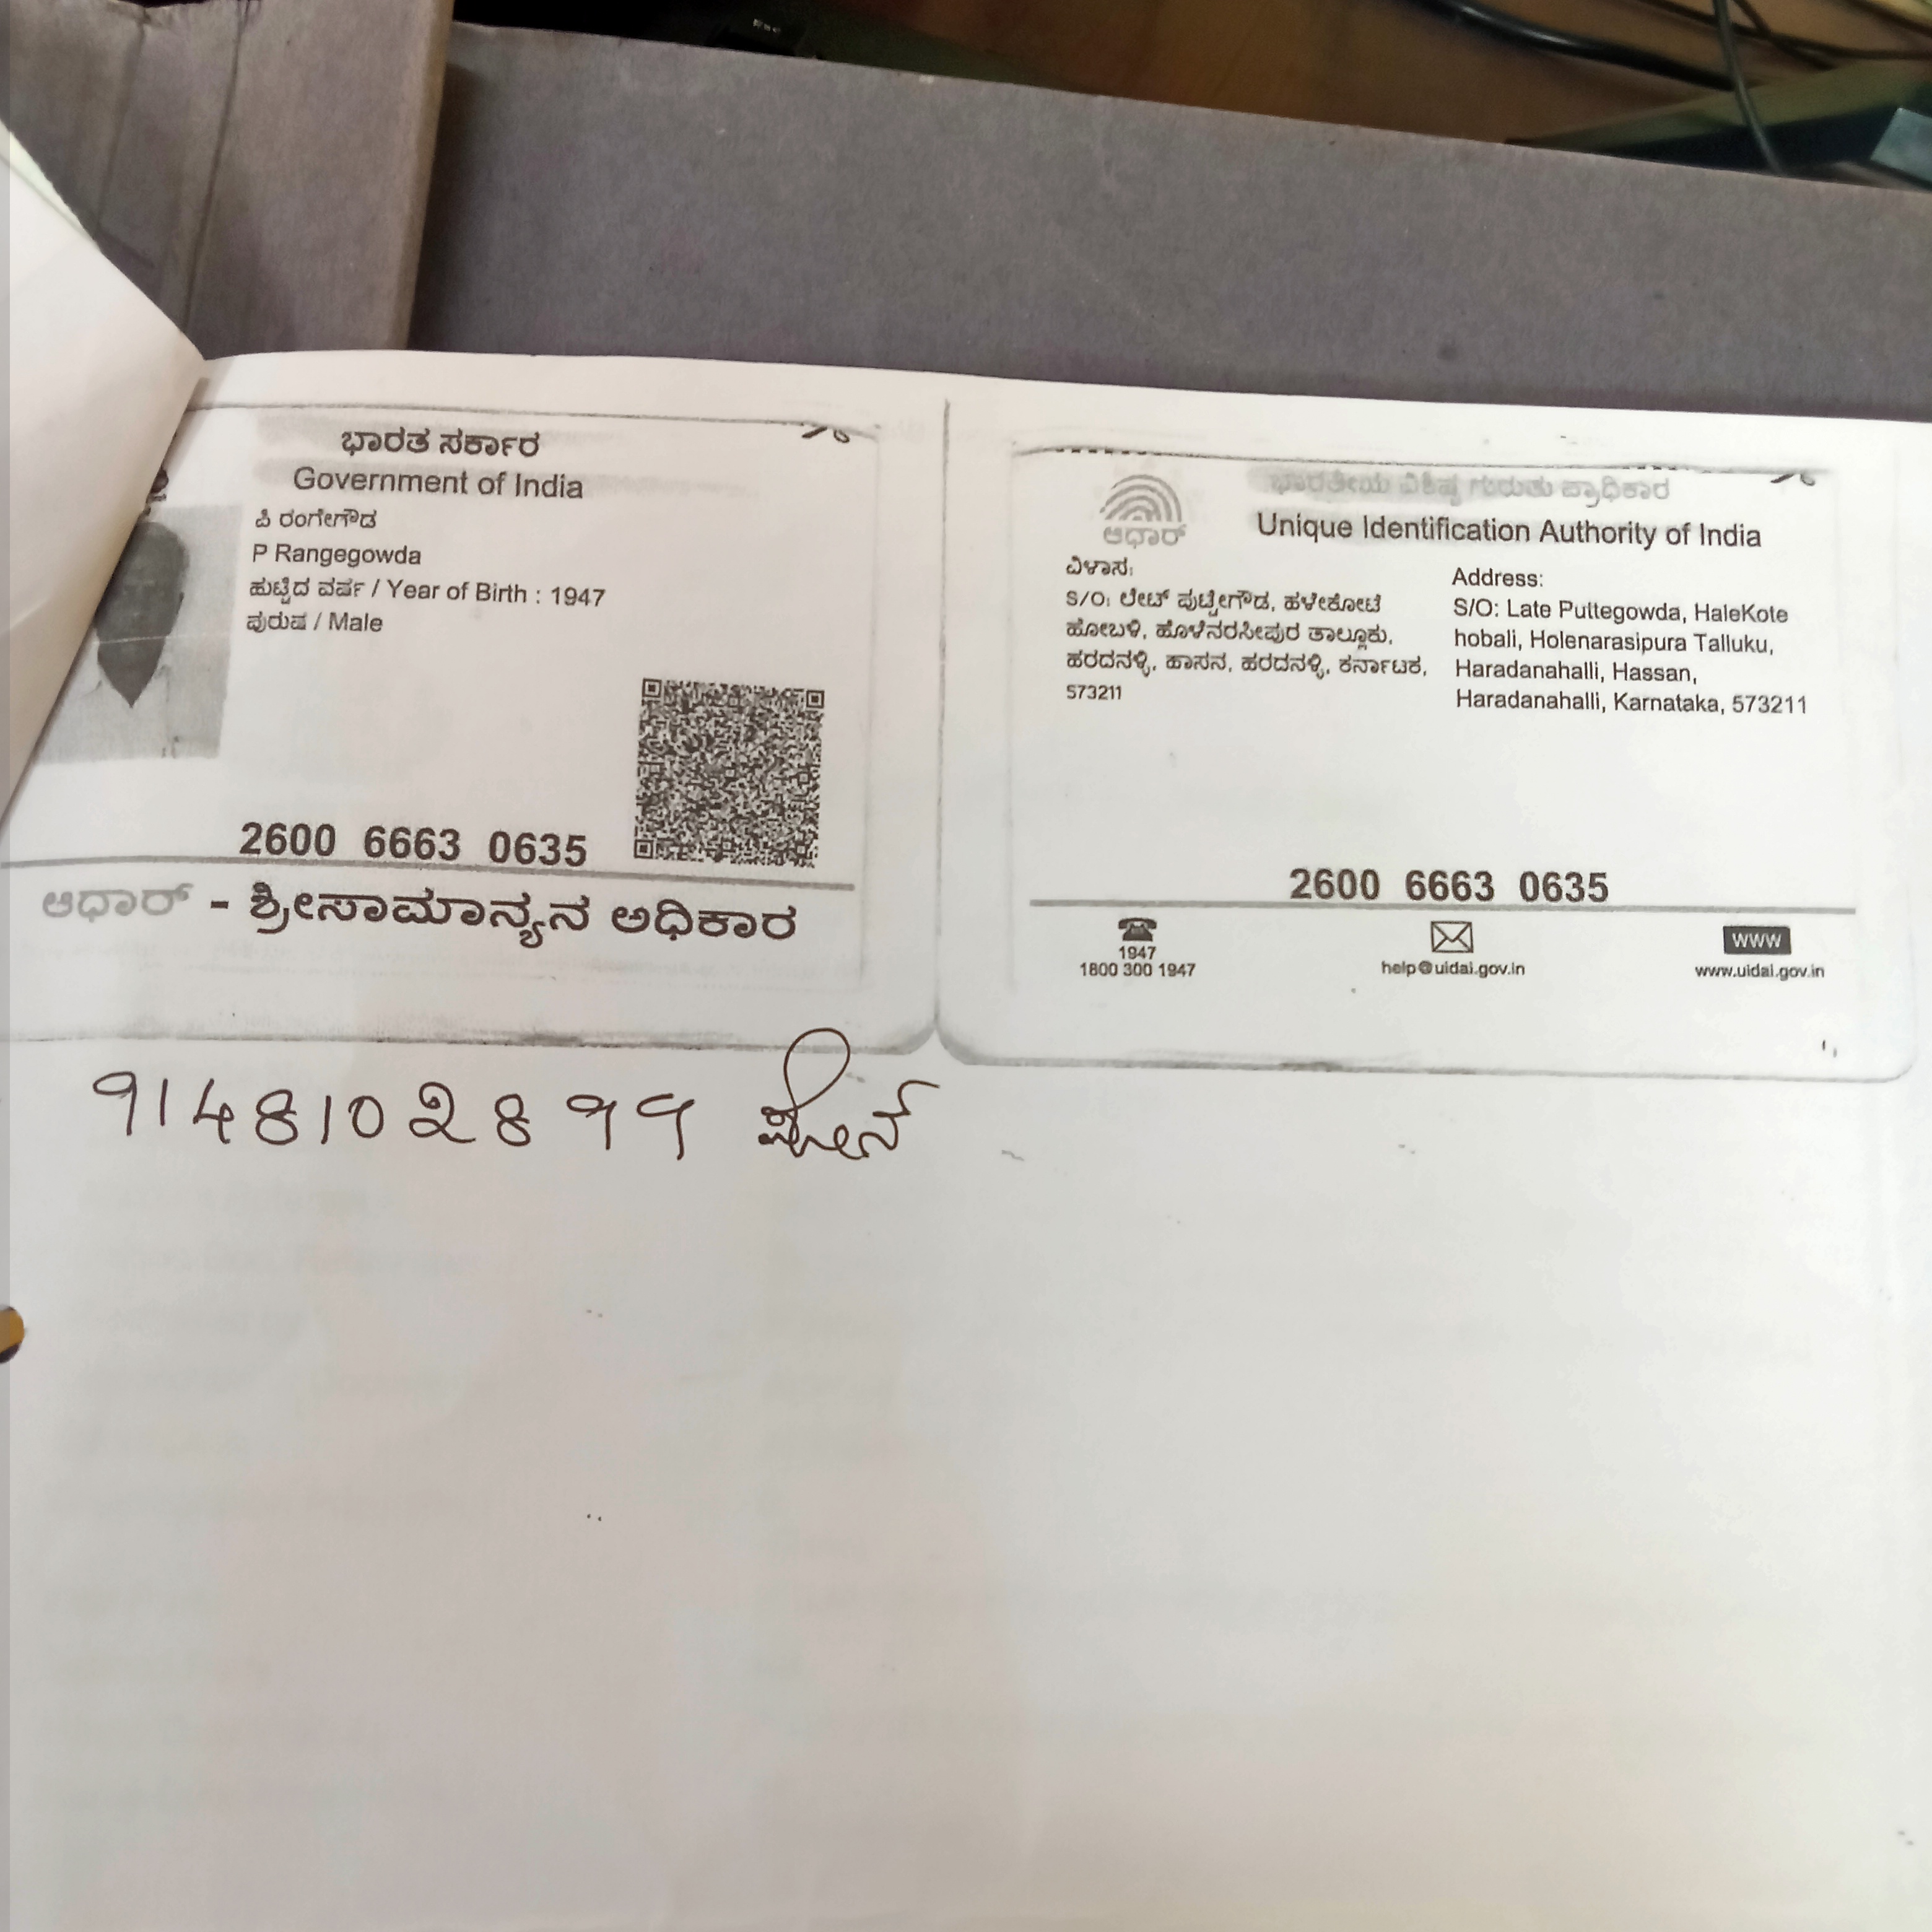 ಭಾರತ ಸರ್ಕಾರ
Government of India
ಪಿ ರಂಗೇಗೌಡ
P Rangegowda
ಹುಟ್ಟಿದ ವರ್ಷ / Year of Birth : 1947
ಪುರುಷ / Male
2600 6663 0635
ಆಧಾರ್ - ಶ್ರೀಸಾಮಾನ್ಯನ ಅಧಿಕಾರ
ಭಾರತೀಯ ವಿಶಿಷ್ಟ ಗುರುತು ಪ್ರಾಧಿಕಾರ
Unique Identification Authority of India
ಆಧಾರ್
ವಿಳಾಸ:
S/O: ಲೇಟ್ ಪುಟ್ಟೇಗೌಡ, ಹಳೇಕೋಟೆ
ಹೋಬಳಿ, ಹೊಳೆನರಸೀಪುರ ತಾಲ್ಲೂಕು,
ಹರದನಳ್ಳಿ, ಹಾಸನ, ಹರದನಳ್ಳಿ, ಕರ್ನಾಟಕ,
573211
Address:
S/O: Late Puttegowda, HaleKote
hobali, Holenarasipura Talluku,
Haradanahalli, Hassan,
Haradanahalli, Karnataka, 573211
2600 6663 0635
1947
1800 300 1947
help@uidai.gov.in
www
www.uidai.gov.in
9148102899 ಫೋನ್